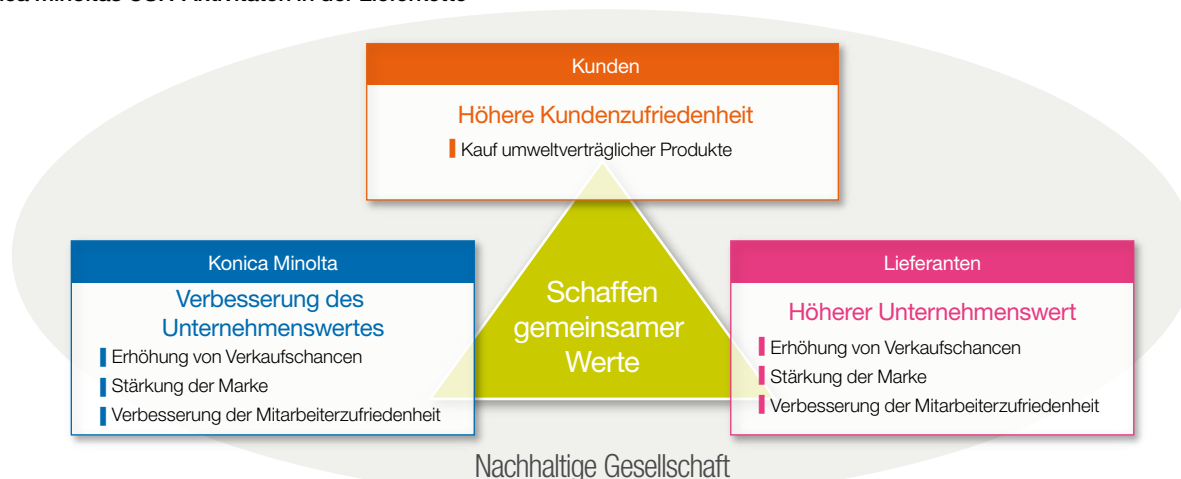 Kunden
Höhere Kundenzufriedenheit
Kauf umweltverträglicher Produkte
Konica Minolta
Verbesserung des
Unternehmenswertes
Erhöhung von Verkaufschancen
Stärkung der Marke
Verbesserung der Mitarbeiterzufriedenheit
Schaffen
gemeinsamer
Werte
Lieferanten
Höherer Unternehmenswert
Erhöhung von Verkaufschancen
Stärkung der Marke
Verbesserung der Mitarbeiterzufriedenheit
Nachhaltige Gesellschaft